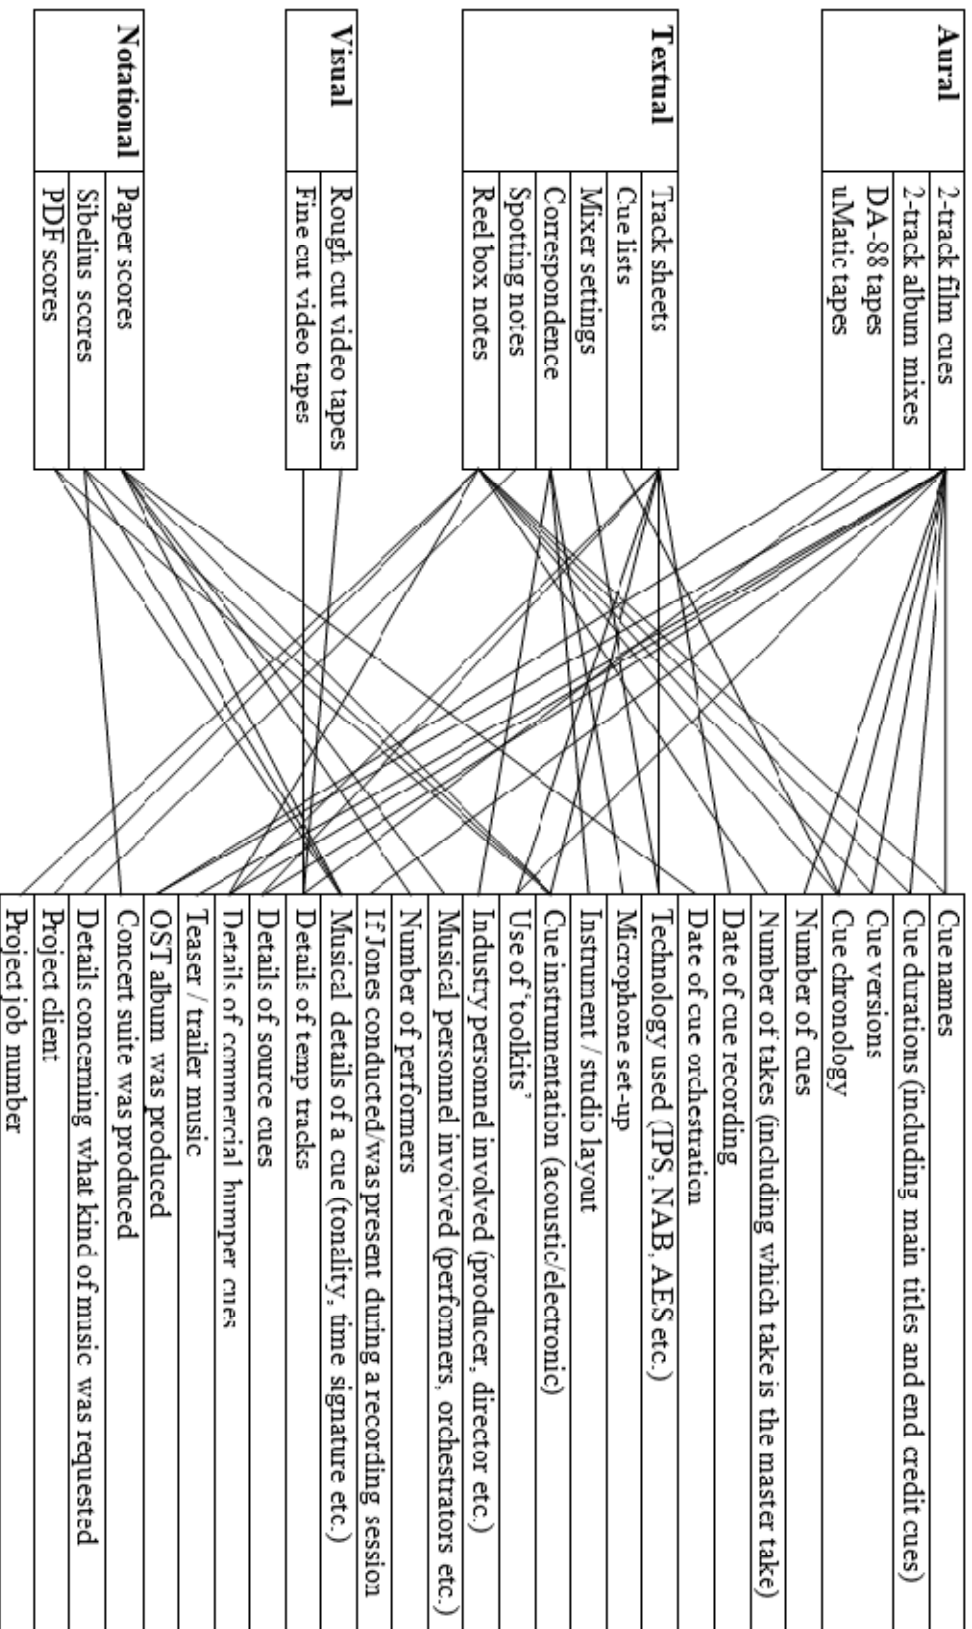 Aural
2-track film cues
2-track album mixes
DA-88 tapes
uMatic tapes
Textual
Track sheets
Cue lists
Mixer settings
Correspondence
Spotting notes
Reel box notes
Visual
Rough cut video tapes
Fine cut video tapes
Notational
Paper scores
Sibelius scores
PDF scores
Cue names
Cue durations (including main titles and end credit cues)
Cue versions
Cue chronology
Number of cues
Number of takes (including which take is the master take)
Date of cue recording
Date of cue orchestration
Technology used (IPS, NAB, AES etc.)
Microphone set-up
Instrument / studio layout
Cue instrumentation (acoustic/electronic)
Use of 'toolkits'
Industry personnel involved (producer, director etc.)
Musical personnel involved (performers, orchestrators etc.)
Number of performers
If Jones conducted/was present during a recording session
Musical details of a cue (tonality, time signature etc.)
Details of temp tracks
Details of source cues
Details of commercial bumper cues
Teaser / trailer music
OST album was produced
Concert suite was produced
Details concerning what kind of music was requested
Project client
Project job number